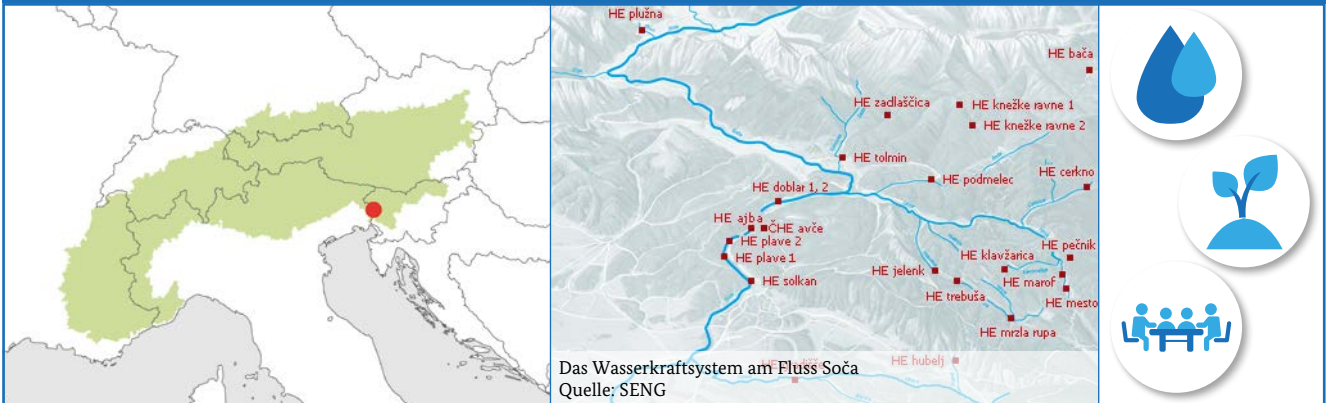 HE plužna
HE bača
HE zadlaščica
HE knežke ravne 1
HE knežke ravne 2
HE tolmin
HE podmelec
HE cerkno
HE doblar 1, 2
HE ajba
ČHE avče
HE plave 2
HE plave 1
HE pečnik
HE klavžarica
HE jelenk
HE marof
HE solkan
HE trebuša
HE mesto
HE mrzla rupa
HE hubelj
Das Wasserkraftsystem am Fluss Soča
Quelle: SENG